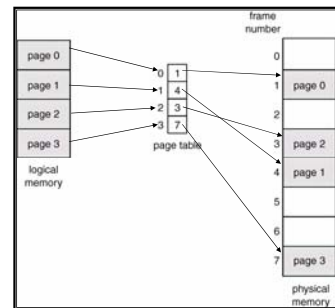 frame
number
page 0
page 1
page 2
page 3
logical
memory
0 1
1 4
2 3
3 7
page table
0
1 page 0
2
3 page 2
4 page 1
5
6
7 page 3
physical
memory